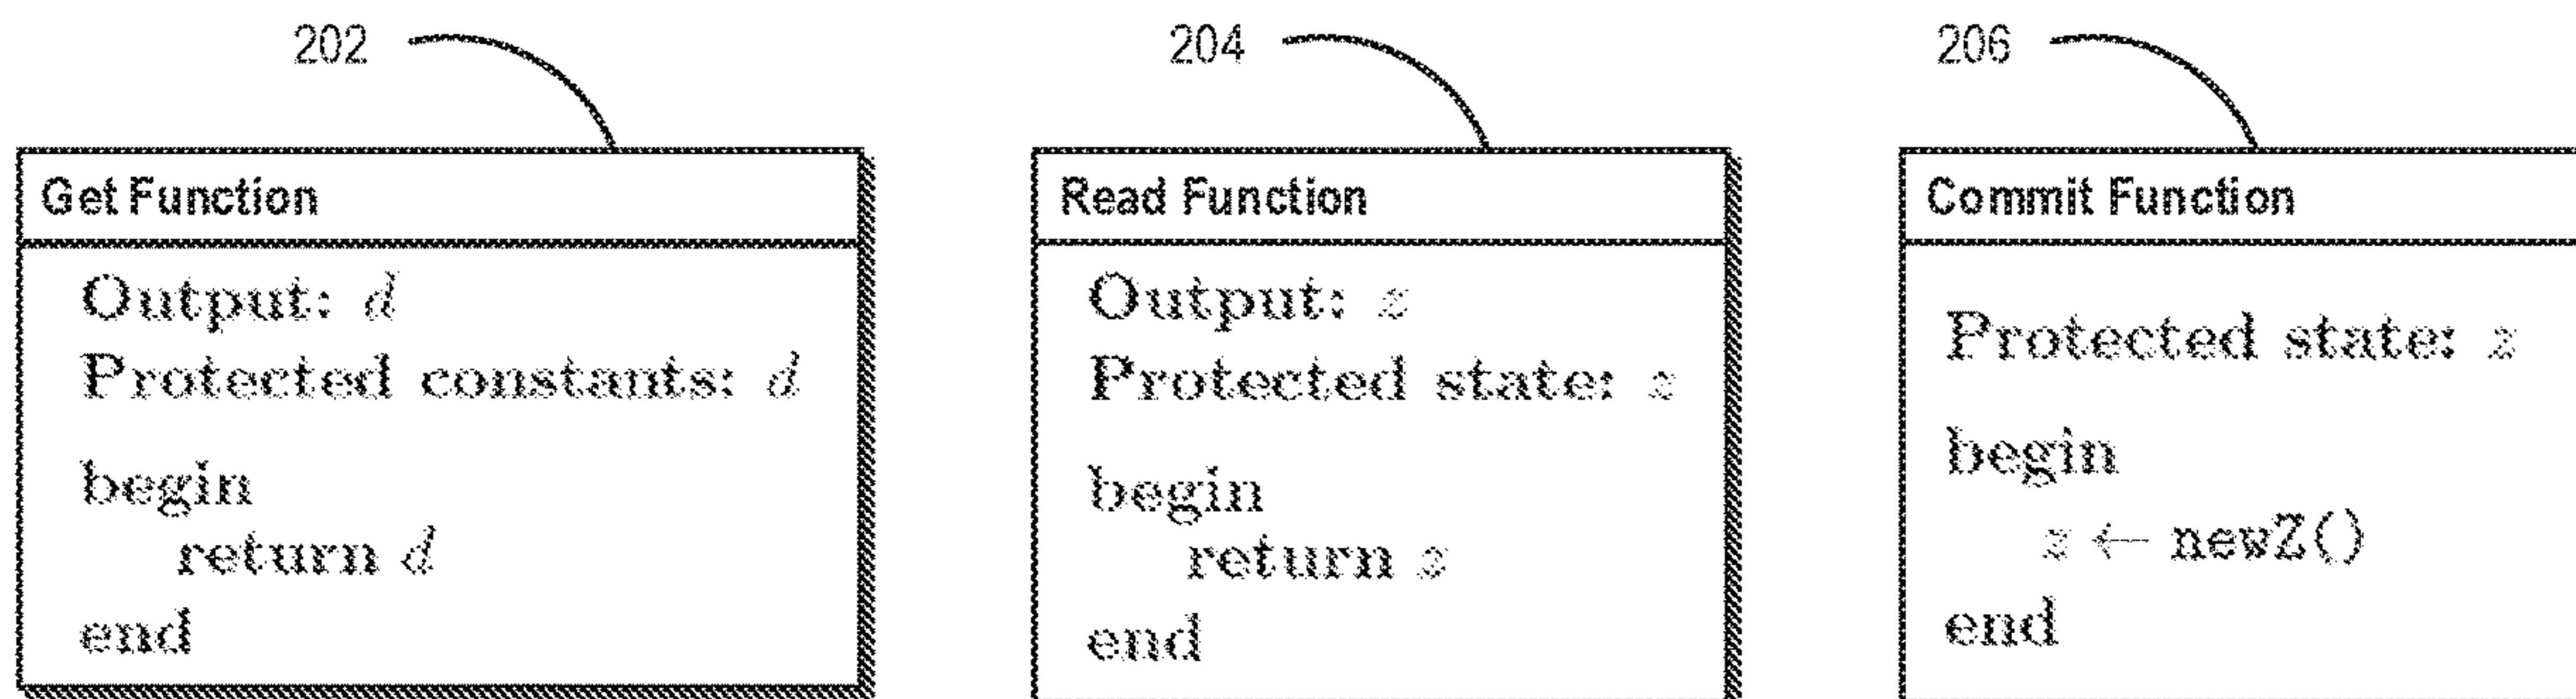 202
204
206
Get Function
Output: d
Protected constants: d
begin
return d
end
Read Function
Output: z
Protected state: z
begin
return z
end
Commit Function
Protected state: z
begin
z ← newZ()
end